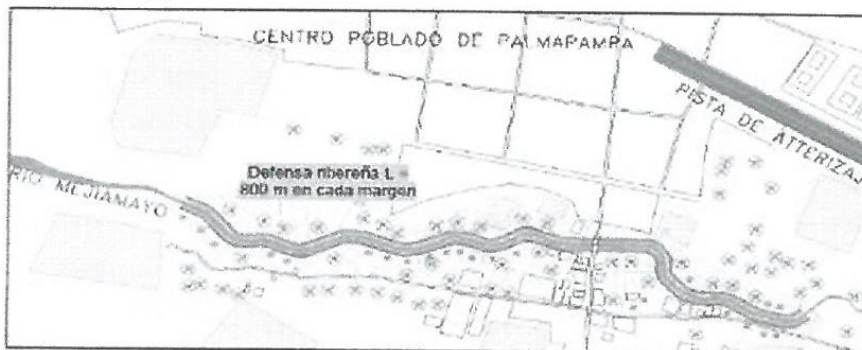 CENTRO POBLADO DE PALMAPAMPA
PISTA DE ATTERIZAJ
Defensa ribereña L =
800 m en cada margen
RIO MEJIAMAYO